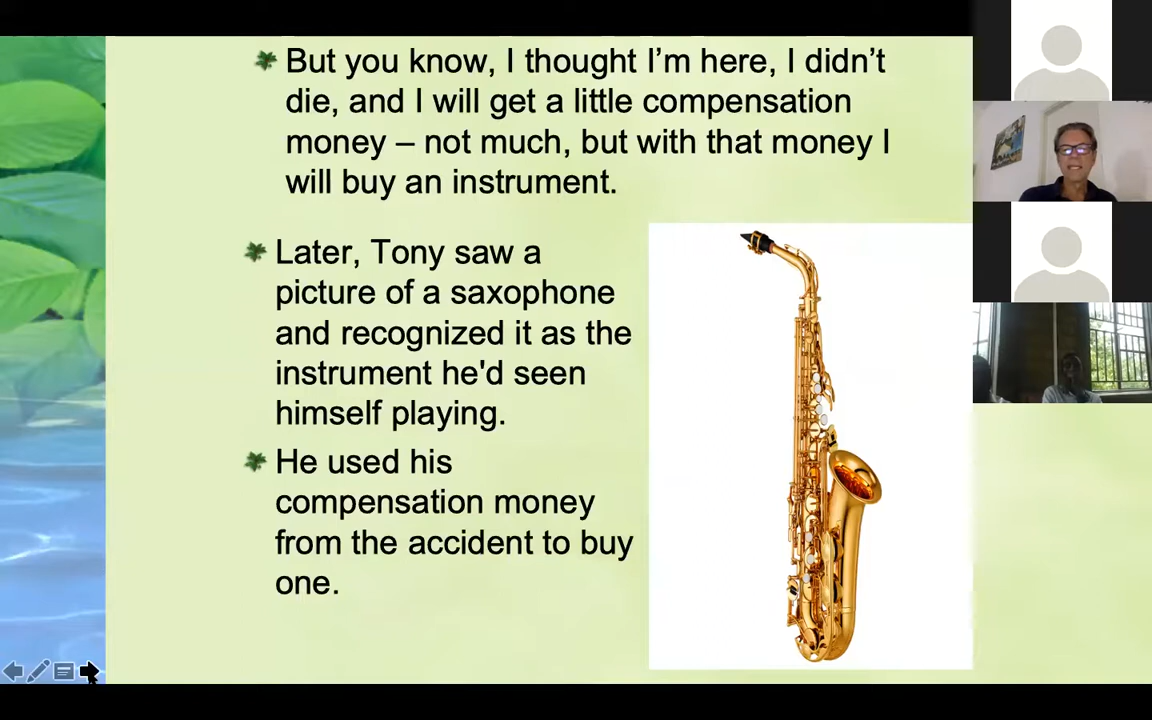 But you know, I thought I’m here, I didn’t
die, and I will get a little compensation
money – not much, but with that money I
will buy an instrument.
Later, Tony saw a
picture of a saxophone
and recognized it as the
instrument he'd seen
himself playing.
He used his
compensation money
from the accident to buy
one.